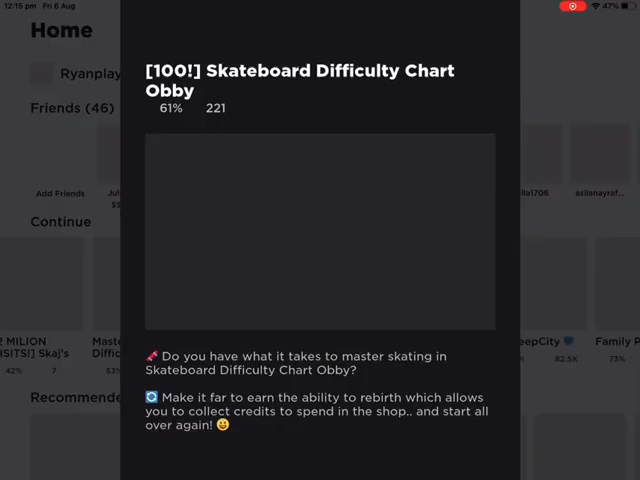 12:15 pm Fri 6 Aug
47%
Home
[100!] Skateboard Difficulty Chart
Obby
61% 221
Ryanplay
Friends (46)
Add Friends
lla1706
asilanayraf...
Continue
2 MILION
ISITS!] Skaj's
42% 7
Maste
Diffic
53%
eepCity 💙
82.5K
Family P
73%
🛹 Do you have what it takes to master skating in
Skateboard Difficulty Chart Obby?
🔄 Make it far to earn the ability to rebirth which allows
you to collect credits to spend in the shop.. and start all
over again! 😃
Recommende